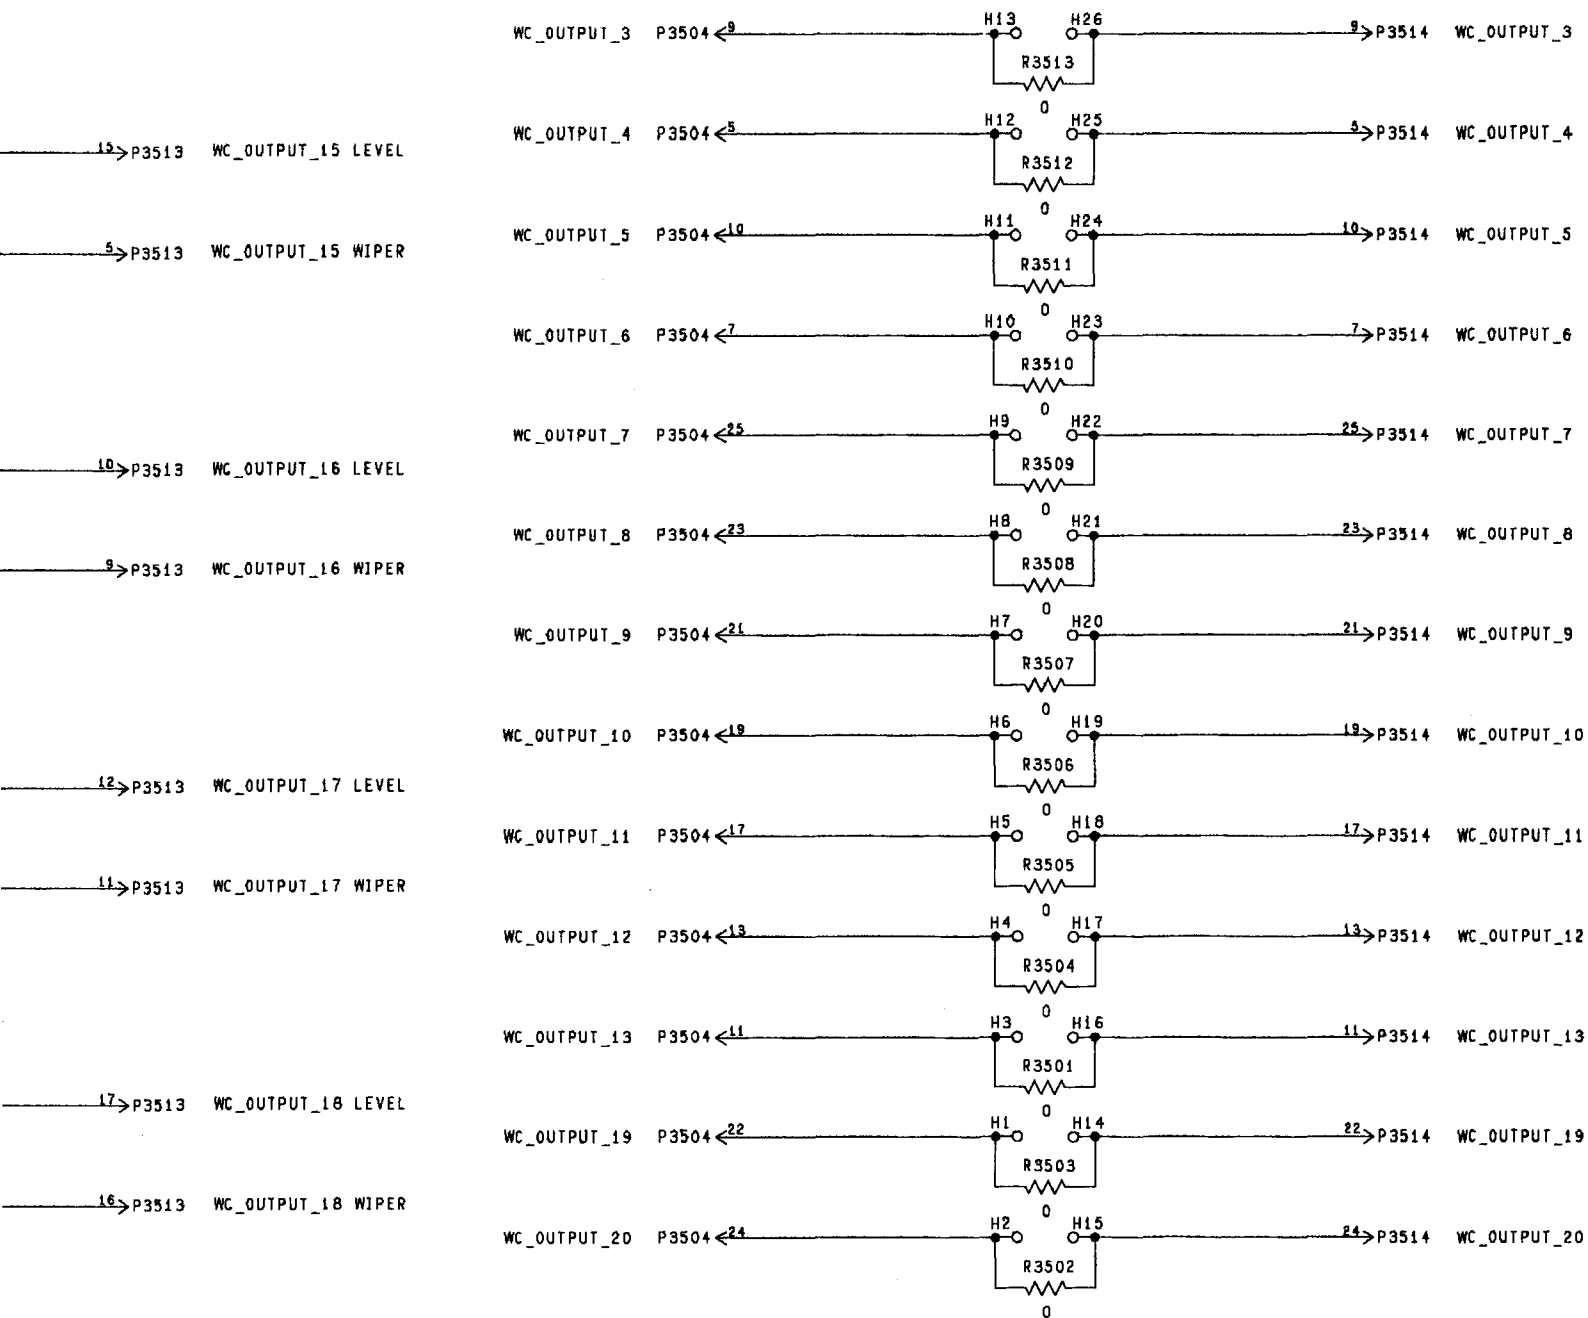 WC_OUTPUT_3 P3504 9 H13 H26 9 P3514 WC_OUTPUT_3
R3513
0
WC_OUTPUT_4 P3504 5 H12 H25 5 P3514 WC_OUTPUT_4
15 P3513 WC_OUTPUT_15 LEVEL
R3512
0
WC_OUTPUT_5 P3504 10 H11 H24 10 P3514 WC_OUTPUT_5
5 P3513 WC_OUTPUT_15 WIPER
R3511
0
WC_OUTPUT_6 P3504 7 H10 H23 7 P3514 WC_OUTPUT_6
R3510
0
WC_OUTPUT_7 P3504 25 H9 H22 25 P3514 WC_OUTPUT_7
10 P3513 WC_OUTPUT_16 LEVEL
R3509
0
WC_OUTPUT_8 P3504 23 H8 H21 23 P3514 WC_OUTPUT_8
9 P3513 WC_OUTPUT_16 WIPER
R3508
0
WC_OUTPUT_9 P3504 21 H7 H20 21 P3514 WC_OUTPUT_9
R3507
0
WC_OUTPUT_10 P3504 19 H6 H19 19 P3514 WC_OUTPUT_10
R3506
12 P3513 WC_OUTPUT_17 LEVEL
0
WC_OUTPUT_11 P3504 17 H5 H18 17 P3514 WC_OUTPUT_11
R3505
11 P3513 WC_OUTPUT_17 WIPER
0
WC_OUTPUT_12 P3504 13 H4 H17 13 P3514 WC_OUTPUT_12
R3504
0
WC_OUTPUT_13 P3504 11 H3 H16 11 P3514 WC_OUTPUT_13
R3501
17 P3513 WC_OUTPUT_18 LEVEL
0
WC_OUTPUT_19 P3504 22 H1 H14 22 P3514 WC_OUTPUT_19
R3503
16 P3513 WC_OUTPUT_18 WIPER
0
WC_OUTPUT_20 P3504 24 H2 H15 24 P3514 WC_OUTPUT_20
R3502
0